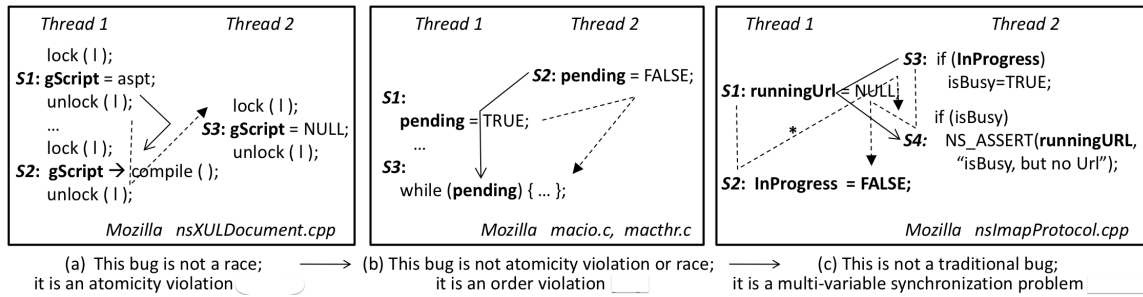 Thread 1
Thread 2
lock ( l );
S1: gScript = aspt;
unlock ( l );
...
lock ( l );
S2: gScript → compile ( );
unlock ( l );
lock ( l );
S3: gScript = NULL;
unlock ( l );
Mozilla nsXULDocument.cpp
(a) This bug is not a race;
it is an atomicity violation
Thread 1
Thread 2
S2: pending = FALSE;
S1:
pending = TRUE;
...
S3:
while (pending) { ... };
Mozilla macio.c, macthr.c
(b) This bug is not atomicity violation or race;
it is an order violation
Thread 1
Thread 2
S3: if (InProgress)
isBusy=TRUE;
S1: runningUrl = NULL;
*
if (isBusy)
S4: NS_ASSERT(runningURL,
“isBusy, but no Url”);
S2: InProgress = FALSE;
Mozilla nsImapProtocol.cpp
(c) This is not a traditional bug;
it is a multi-variable synchronization problem